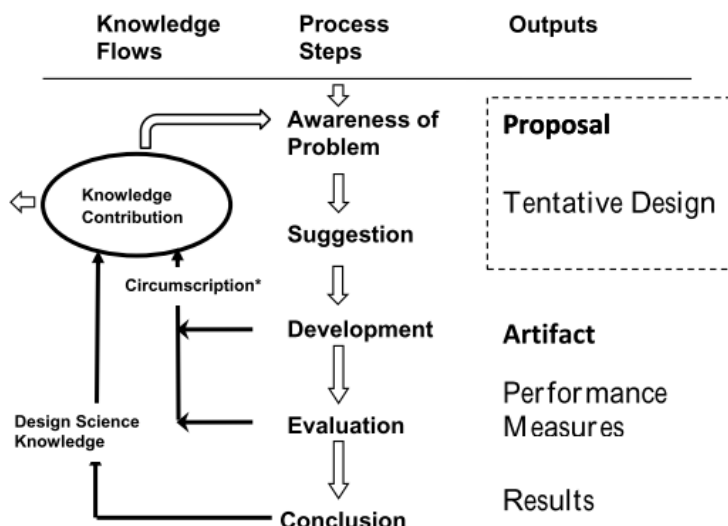 Knowledge
Flows
Process
Steps
Outputs
Awareness of
Problem
Proposal
Knowledge
Contribution
Tentative Design
Suggestion
Circumscription*
Development
Artifact
Performance
Measures
Design Science
Knowledge
Evaluation
Results
Conclusion